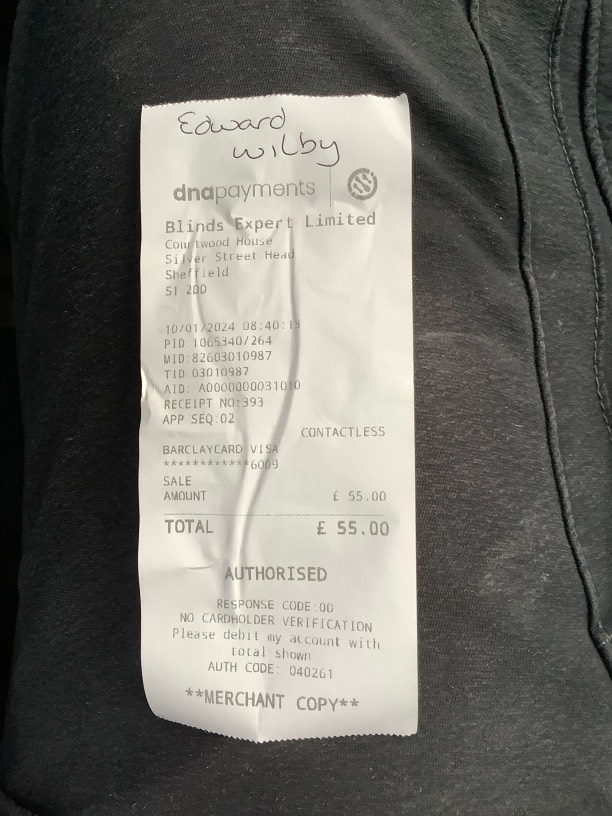 Edward
Wilby
dnapayments
Blinds Expert Limited
Courtwood House
Silver Street Head
Sheffield
S1 2DD
10/01/2024 08:40:13
PID 1065340/264
MID:82603010987
TID 03010987
AID: A0000000031010
RECEIPT NO:393
APP SEQ:02
CONTACTLESS
BARCLAYCARD VISA
************6009
SALE
AMOUNT £ 55.00
TOTAL £ 55.00
AUTHORISED
RESPONSE CODE:00
NO CARDHOLDER VERIFICATION
Please debit my account with
total shown
AUTH CODE: 040261
**MERCHANT COPY**